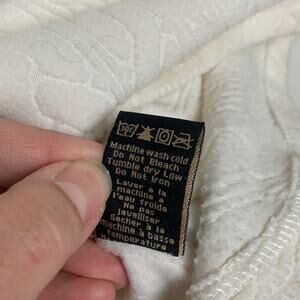 30C
Machine wash cold
Do Not Bleach
Tumble dry Low
Do Not Iron
Laver à la
machine à
l'eau froide
Ne pas
javelliser
Sécher à la
machine à basse
température